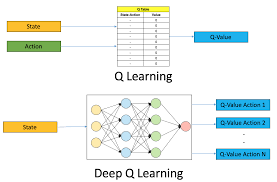 Q Table
State-Action Value
State
Action
Q-Value
Q Learning
State
Q-Value Action 1
Q-Value Action 2
Q-Value Action N
Deep Q Learning